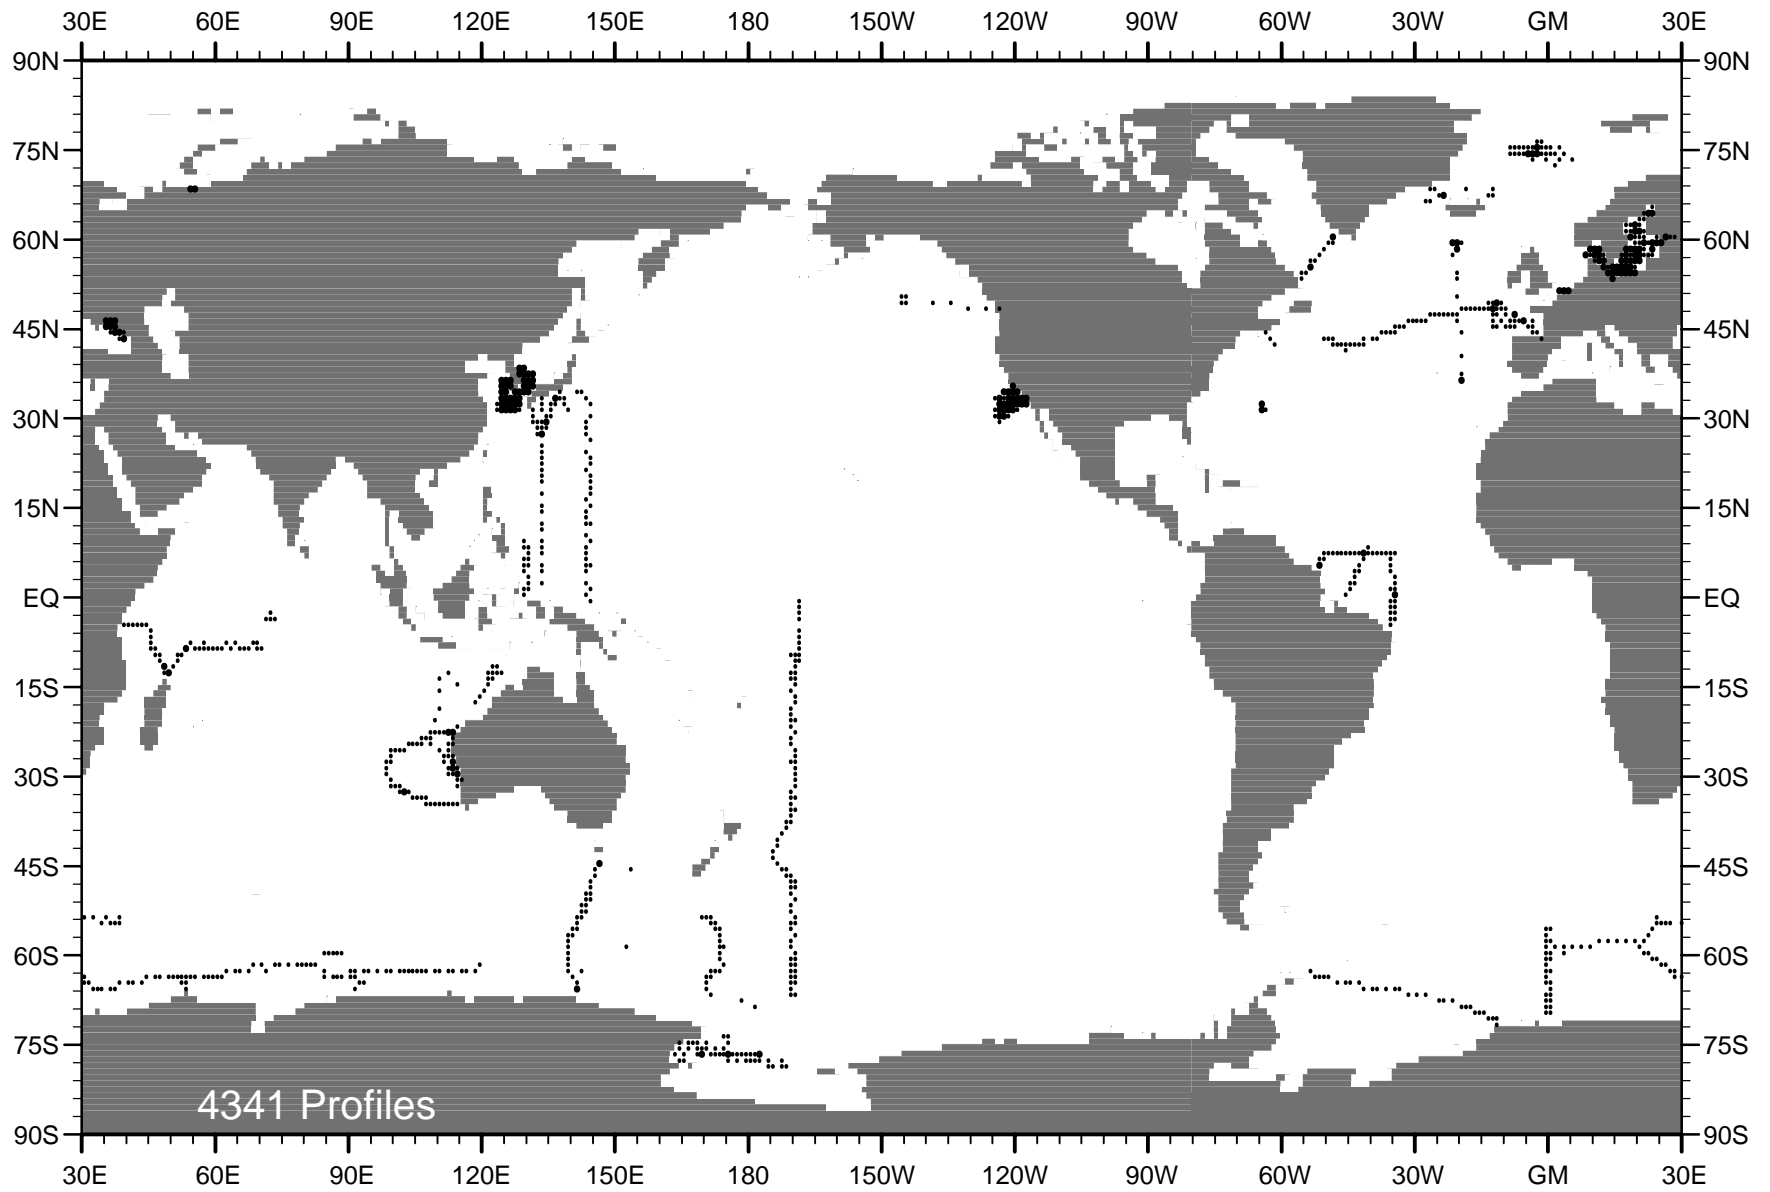 30E 60E 90E 120E 150E 180 150W 120W 90W 60W 30W GM 30E
90N 90N
75N 75N
60N 60N
45N 45N
30N 30N
15N 15N
EQ EQ
15S 15S
30S 30S
45S 45S
60S 60S
75S 75S
4341 Profiles
90S 90S
30E 60E 90E 120E 150E 180 150W 120W 90W 60W 30W GM 30E